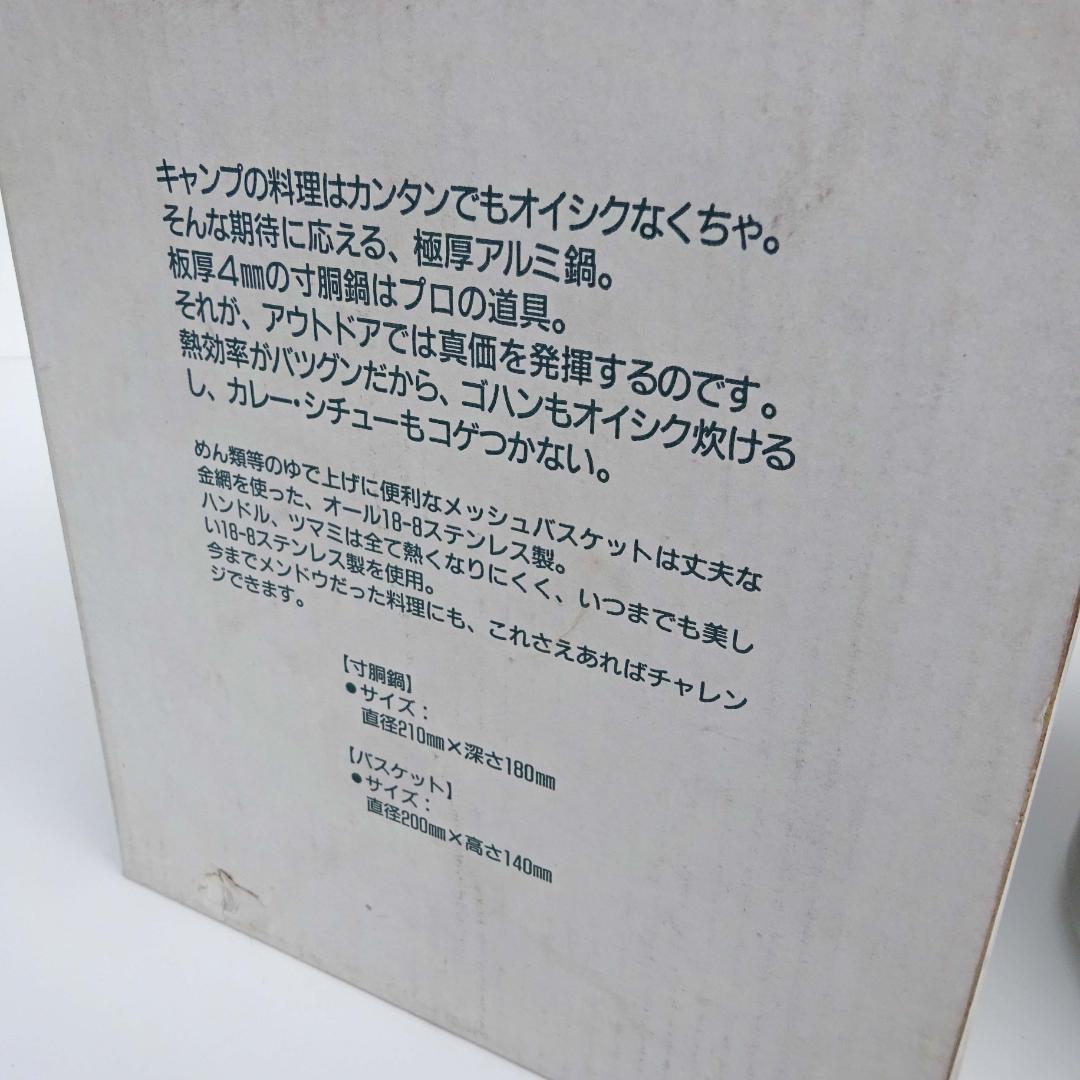 キャンプの料理はカンタンでもオイシクなくちゃ。
そんな期待に応える、極厚アルミ鍋。
板厚4mmの寸胴鍋はプロの道具。
それが、アウトドアでは真価を発揮するのです。
熱効率がバツグンだから、ゴハンもオイシク炊ける
し、カレー・シチューもコゲつかない。
めん類等のゆで上げに便利なメッシュバスケットは丈夫な
金網を使った、オール18-8ステンレス製。
ハンドル、ツマミは全て熱くなりにくく、いつまでも美し
い18-8ステンレス製を使用。
今までメンドウだった料理にも、これさえあればチャレン
ジできます。
【寸胴鍋】
●サイズ：
直径210mm×深さ180mm
【バスケット】
●サイズ：
直径200mm×高さ140mm